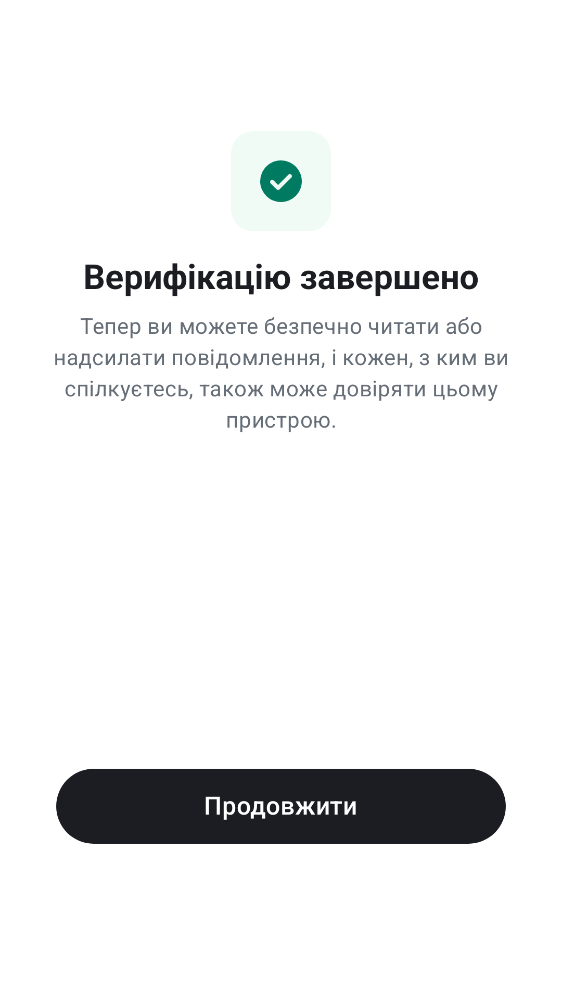 Верифікацію завершено
Тепер ви можете безпечно читати або
надсилати повідомлення, і кожен, з ким ви
спілкуєтесь, також може довіряти цьому
пристрою.
Продовжити